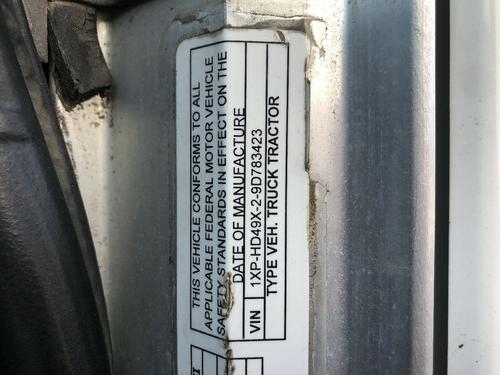 THIS VEHICLE CONFORMS TO ALL
APPLICABLE FEDERAL MOTOR VEHICLE
SAFETY STANDARDS IN EFFECT ON THE
DATE OF MANUFACTURE
VIN 1XP-HD49X-2-9D783423
TYPE VEH. TRUCK TRACTOR